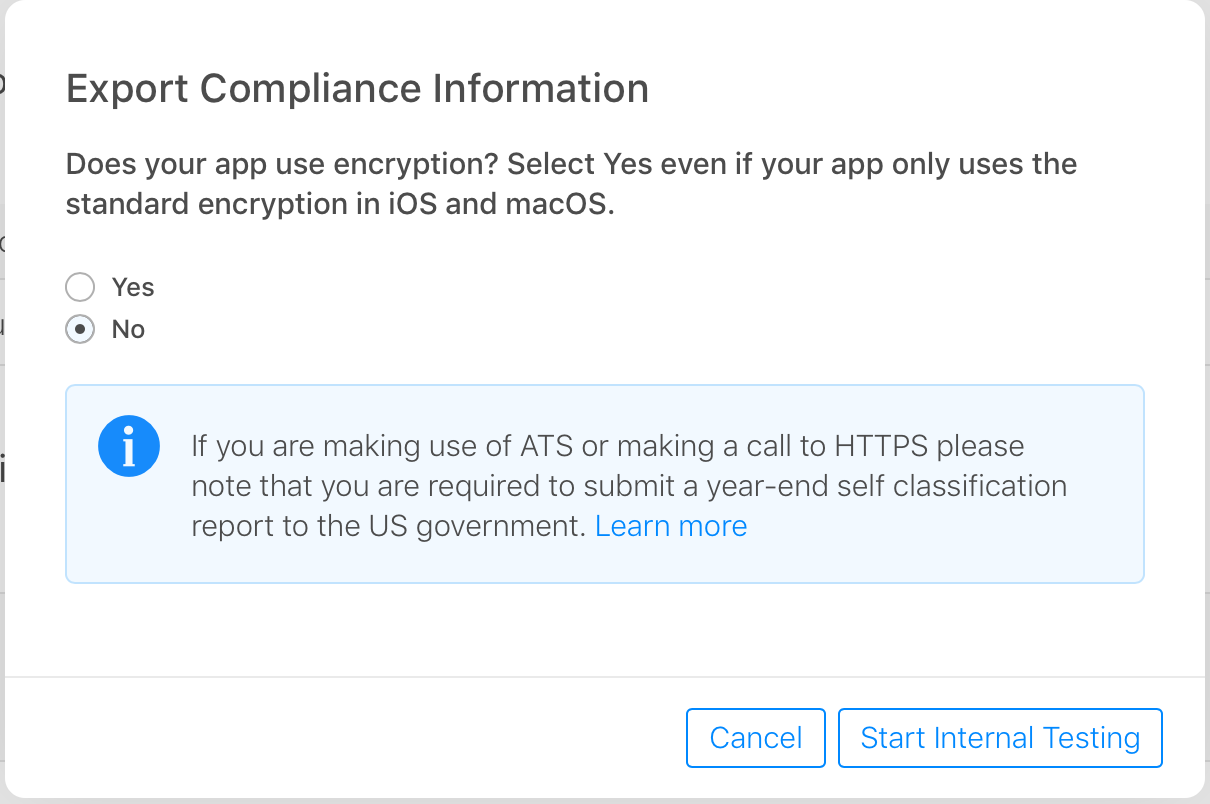 Export Compliance Information
Does your app use encryption? Select Yes even if your app only uses the
standard encryption in iOS and macOS.
Yes
No
If you are making use of ATS or making a call to HTTPS please
note that you are required to submit a year-end self classification
report to the US government. Learn more
Cancel
Start Internal Testing